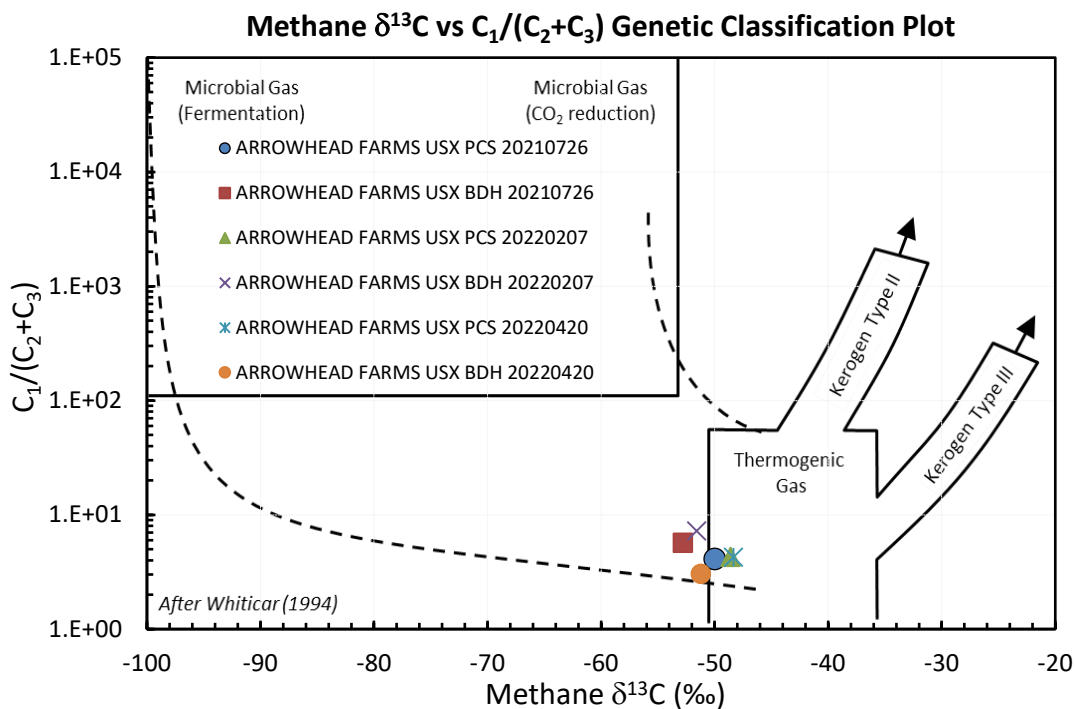 Methane δ¹³C vs C₁/(C₂+C₃) Genetic Classification Plot
1.E+05
1.E+04
1.E+03
1.E+02
1.E+01
1.E+00
C₁/(C₂+C₃)
Microbial Gas
(Fermentation)
Microbial Gas
(CO₂ reduction)
ARROWHEAD FARMS USX PCS 20210726
ARROWHEAD FARMS USX BDH 20210726
ARROWHEAD FARMS USX PCS 20220207
ARROWHEAD FARMS USX BDH 20220207
ARROWHEAD FARMS USX PCS 20220420
ARROWHEAD FARMS USX BDH 20220420
Kerogen Type II
Kerogen Type III
Thermogenic
Gas
After Whiticar (1994)
-100 -90 -80 -70 -60 -50 -40 -30 -20
Methane δ¹³C (‰)